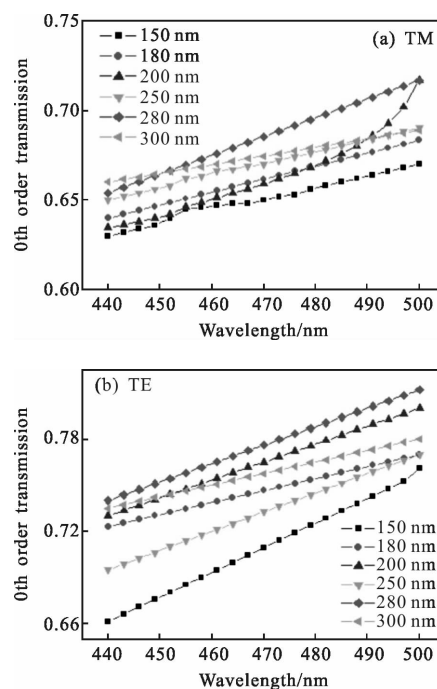 0.75
(a) TM
150 nm
180 nm
200 nm
250 nm
280 nm
300 nm
0.70
0.65
0.60
0th order transmission
440 450 460 470 480 490 500
Wavelength/nm
(b) TE
0.78
0.72
0.66
0th order transmission
150 nm
180 nm
200 nm
250 nm
280 nm
300 nm
440 450 460 470 480 490 500
Wavelength/nm